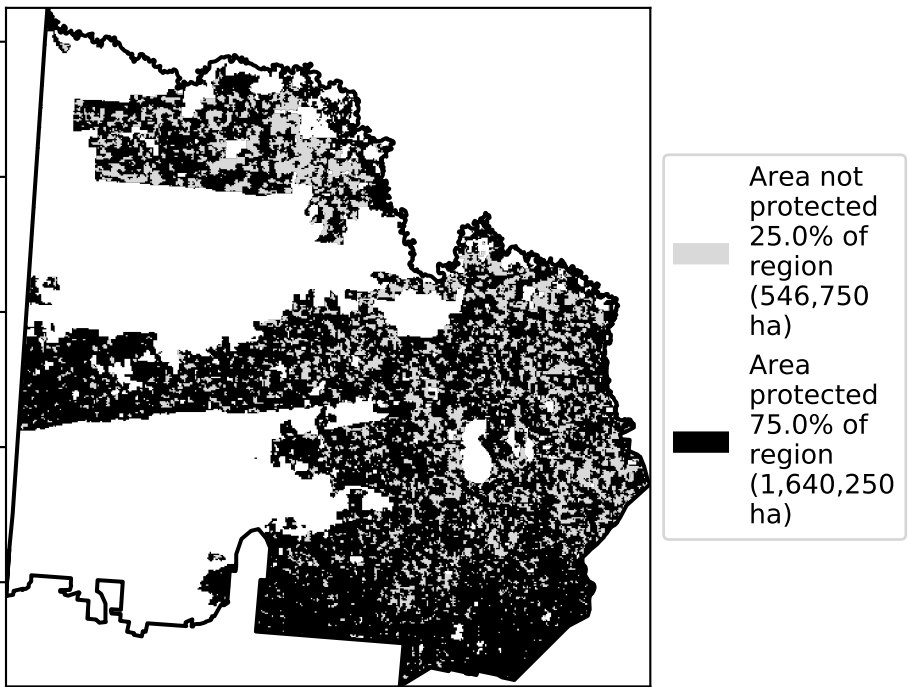 Area not
protected
25.0% of
region
(546,750
ha)
Area
protected
75.0% of
region
(1,640,250
ha)